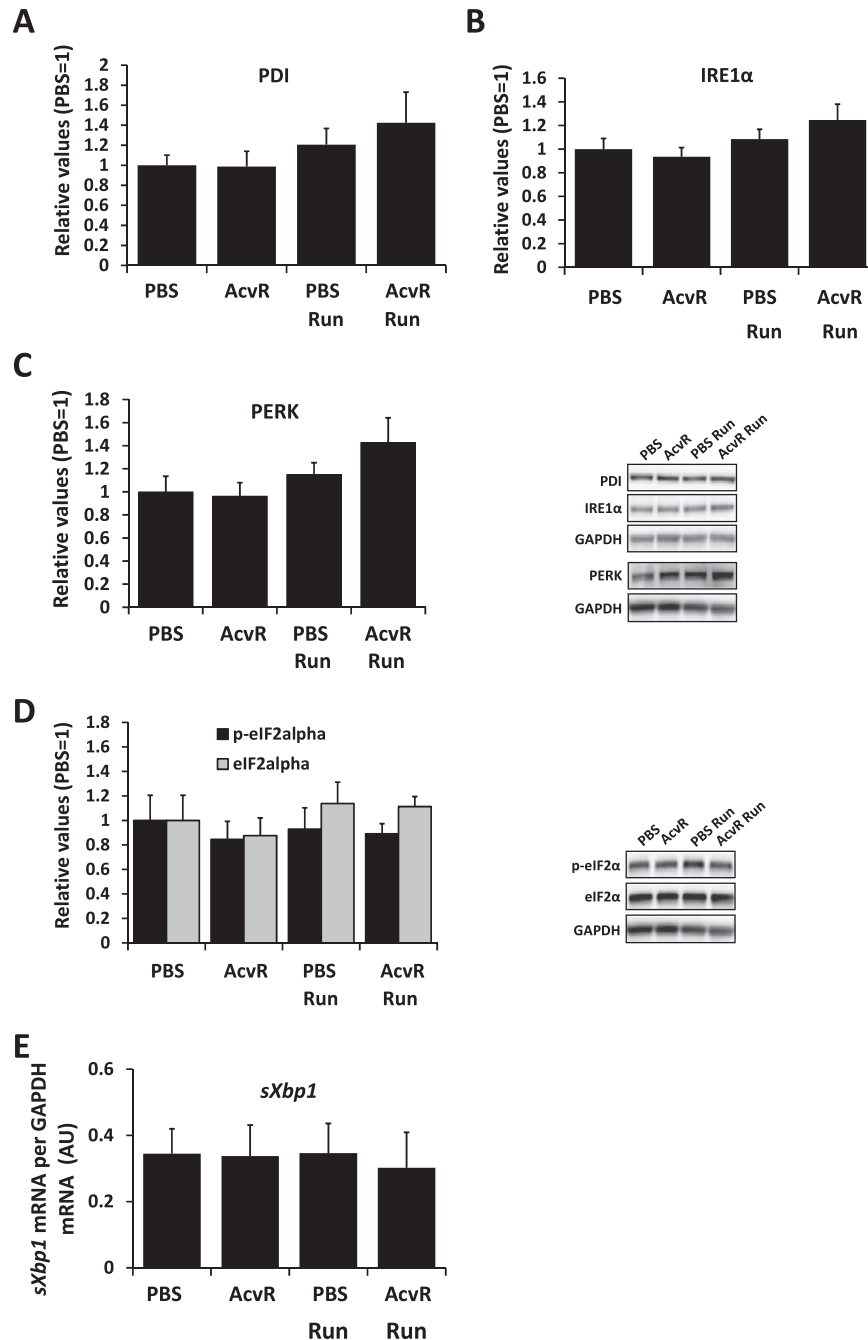 A
Relative values (PBS=1)
PDI
2
1.8
1.6
1.4
1.2
1
0.8
0.6
0.4
0.2
0
PBS AcvR PBS AcvR
Run Run
B
Relative values (PBS=1)
IRE1α
1.6
1.4
1.2
1
0.8
0.6
0.4
0.2
0
PBS AcvR PBS AcvR
Run Run
C
Relative values (PBS=1)
PERK
1.8
1.6
1.4
1.2
1
0.8
0.6
0.4
0.2
0
PBS AcvR PBS AcvR
Run Run
PBS AcvR PBS Run AcvR Run
PDI
IRE1α
GAPDH
PERK
GAPDH
D
Relative values (PBS=1)
1.8
1.6
1.4
1.2
1
0.8
0.6
0.4
0.2
0
p-eIF2alpha
eIF2alpha
PBS AcvR PBS AcvR
Run Run
PBS AcvR PBS Run AcvR Run
p-eIF2α
eIF2α
GAPDH
E
sXbp1 mRNA per GAPDH
mRNA (AU)
sXbp1
0.6
0.4
0.2
0
PBS AcvR PBS AcvR
Run Run